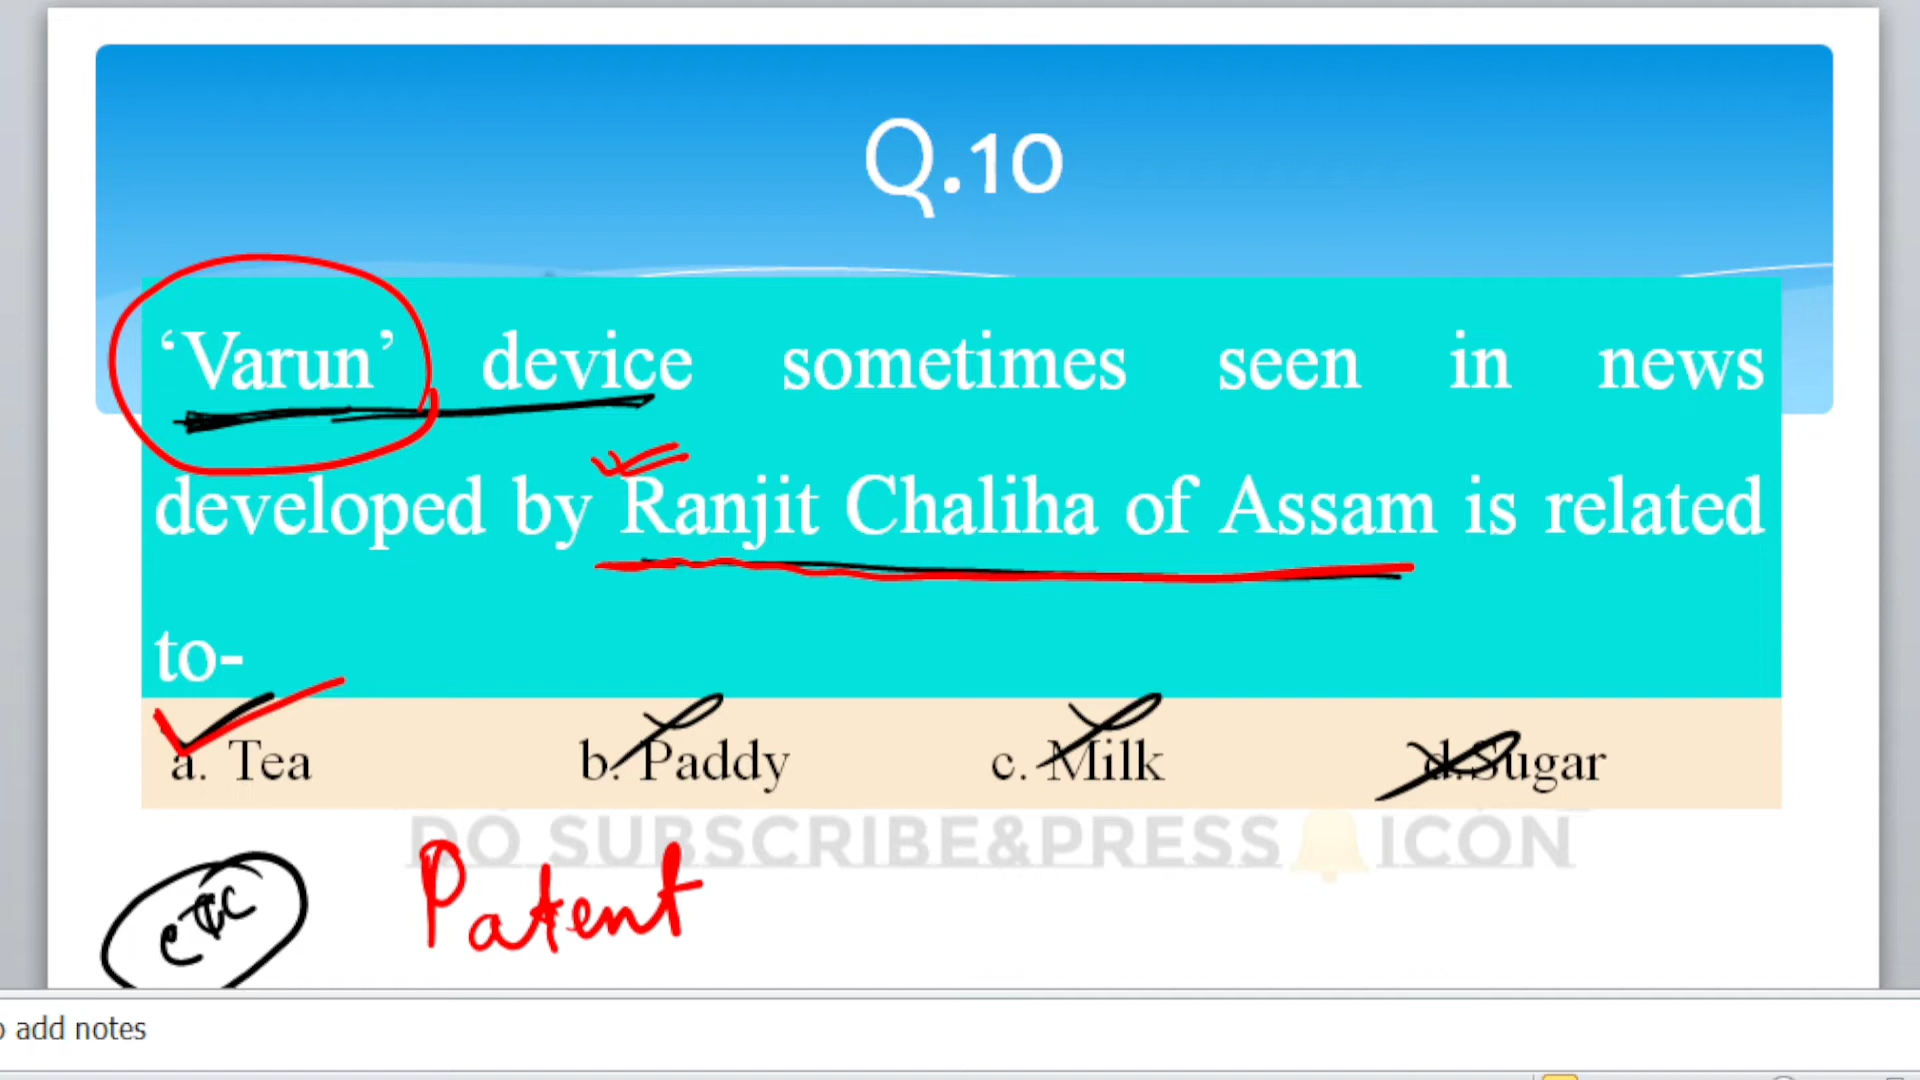 Q.10
‘Varun’ device sometimes seen in news
developed by Ranjit Chaliha of Assam is related
to-
a. Tea b. Paddy c. Milk d.Sugar
DO SUBSCRIBE&PRESS ICON
Patent
add notes